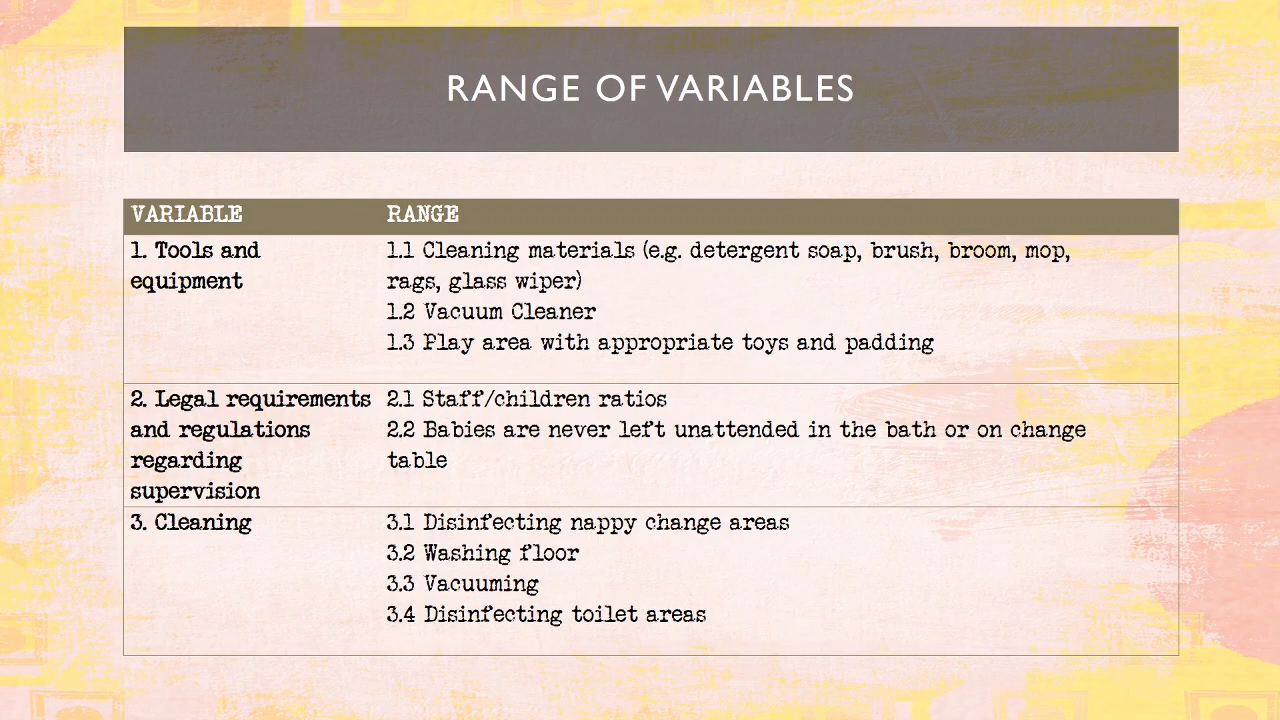 RANGE OF VARIABLES
VARIABLE RANGE
1. Tools and equipment
1.1 Cleaning materials (e.g. detergent soap, brush, broom, mop,
rags, glass wiper)
1.2 Vacuum Cleaner
1.3 Play area with appropriate toys and padding
2. Legal requirements
and regulations
regarding
supervision
2.1 Staff/children ratios
2.2 Babies are never left unattended in the bath or on change
table
3. Cleaning
3.1 Disinfecting nappy change areas
3.2 Washing floor
3.3 Vacuuming
3.4 Disinfecting toilet areas